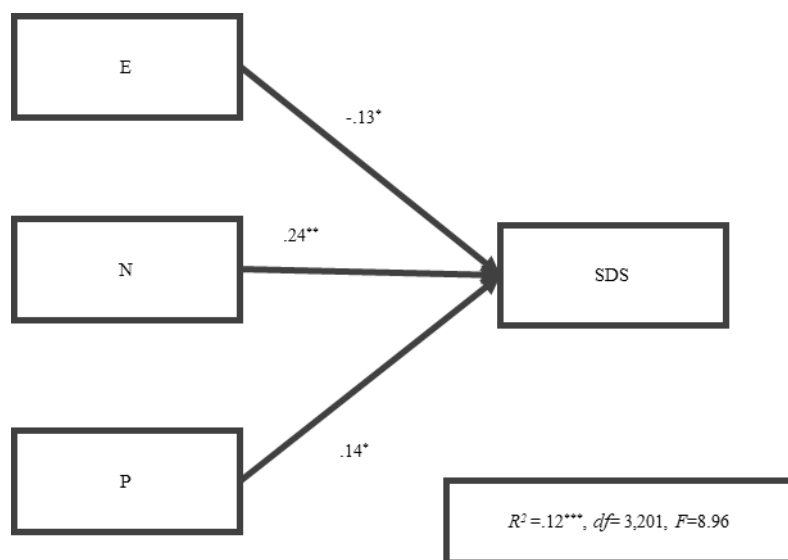 E
-.13*
.24**
N
SDS
.14*
P
R² =.12***, df= 3,201, F=8.96